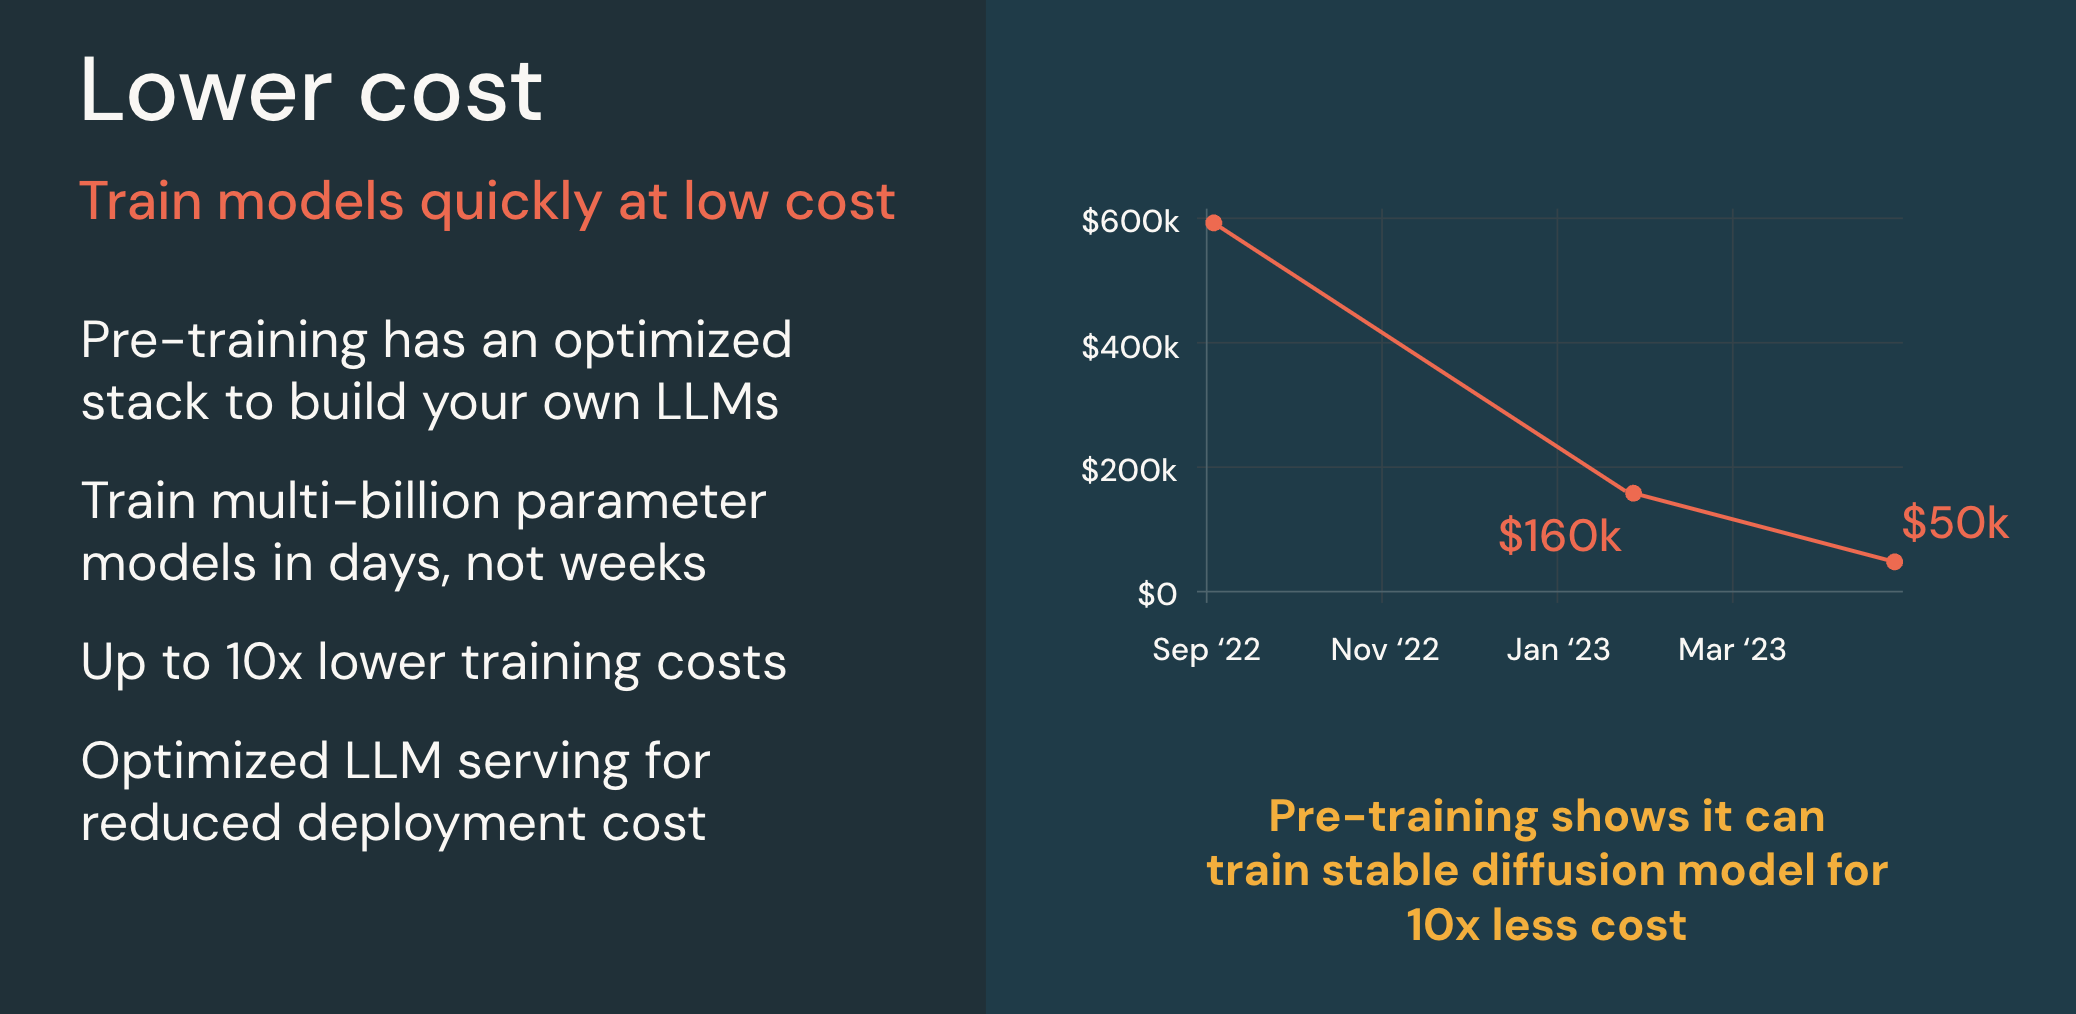 Lower cost
Train models quickly at low cost
Pre-training has an optimized
stack to build your own LLMs
Train multi-billion parameter
models in days, not weeks
Up to 10x lower training costs
Optimized LLM serving for
reduced deployment cost
$600k
$400k
$200k
$0
$160k
$50k
Sep ‘22
Nov ‘22
Jan ‘23
Mar ‘23
Pre-training shows it can
train stable diffusion model for
10x less cost